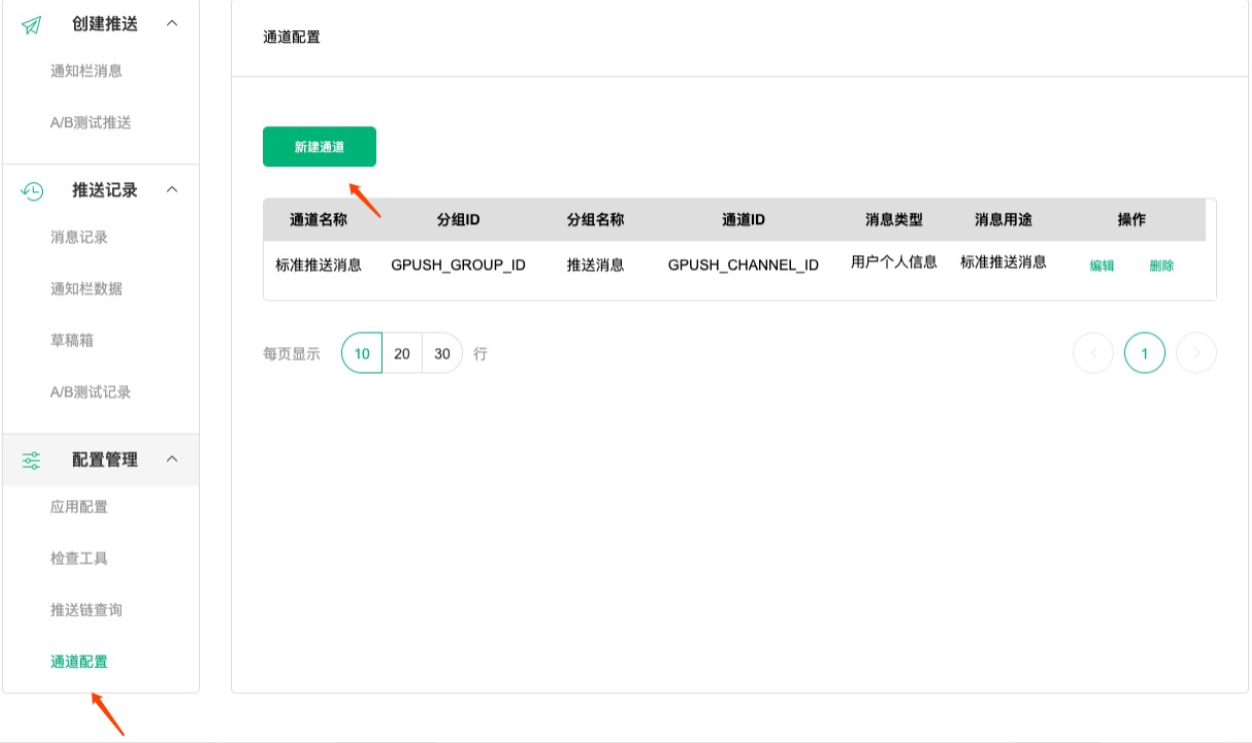 创建推送
通知栏消息
A/B测试推送
推送记录
消息记录
通知栏数据
草稿箱
A/B测试记录
配置管理
应用配置
检查工具
推送链查询
通道配置
通道配置
新建通道
通道名称 分组ID 分组名称 通道ID 消息类型 消息用途 操作
标准推送消息 GPUSH_GROUP_ID 推送消息 GPUSH_CHANNEL_ID 用户个人信息 标准推送消息 编辑 删除
每页显示 10 20 30 行 1